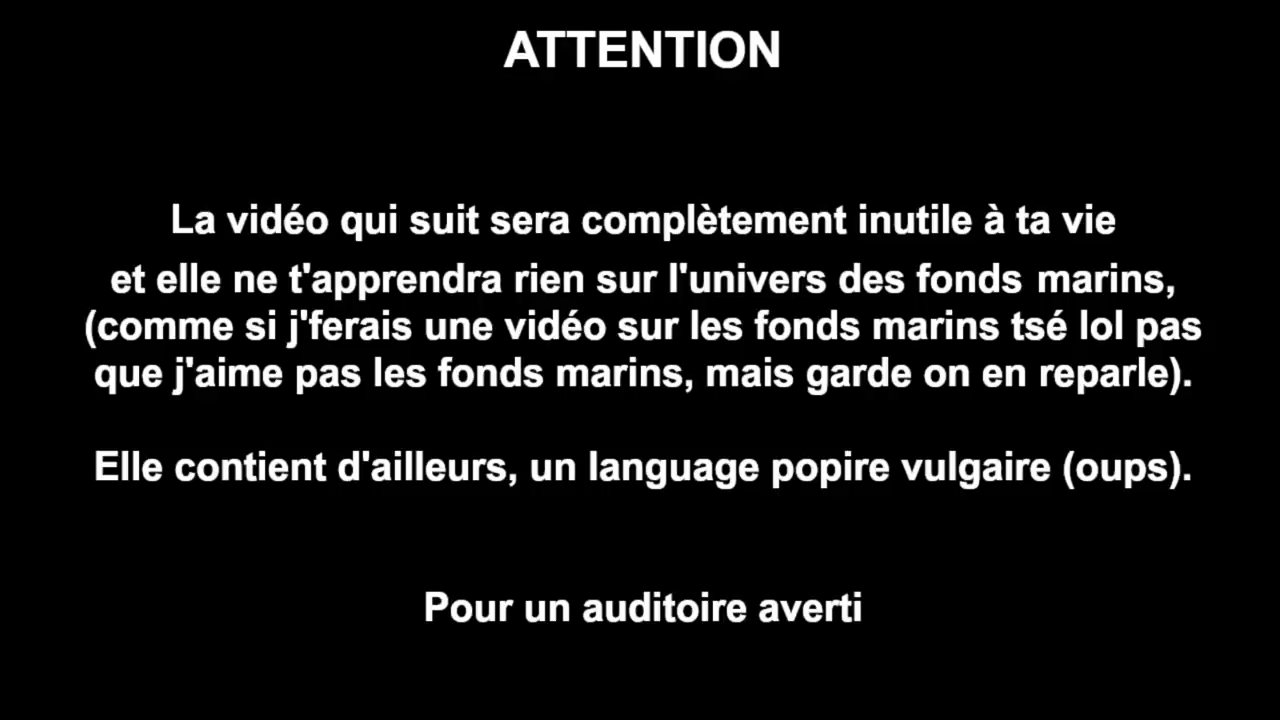 ATTENTION
La vidéo qui suit sera complètement inutile à ta vie
et elle ne t'apprendra rien sur l'univers des fonds marins,
(comme si j'ferais une vidéo sur les fonds marins tsé lol pas
que j'aime pas les fonds marins, mais garde on en reparle).
Elle contient d'ailleurs, un language popire vulgaire (oups).
Pour un auditoire averti